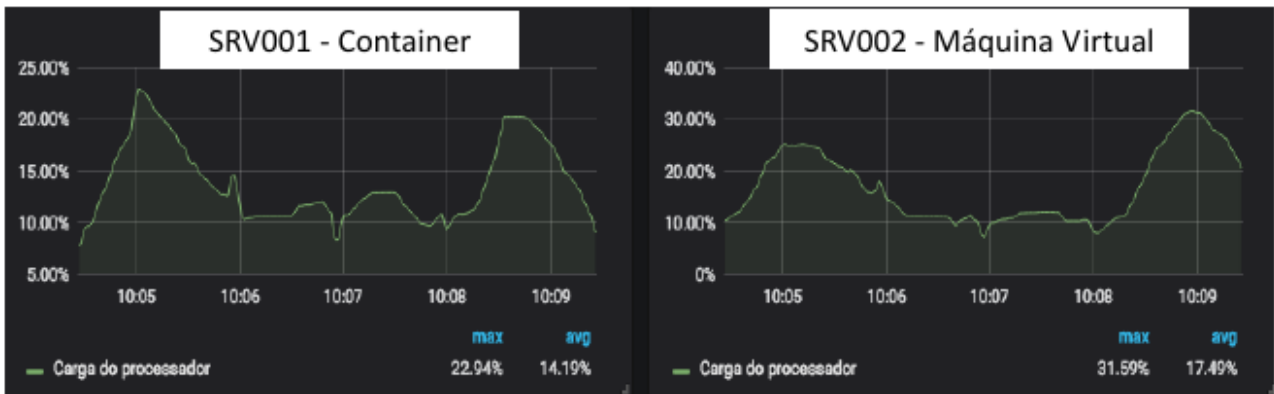 SRV001 - Container
25.00%
20.00%
15.00%
10.00%
5.00%
10:05 10:06 10:07 10:08 10:09
max avg
Carga do processador 22.94% 14.19%
SRV002 - Máquina Virtual
40.00%
30.00%
20.00%
10.00%
0%
10:05 10:06 10:07 10:08 10:09
max avg
Carga do processador 31.59% 17.49%